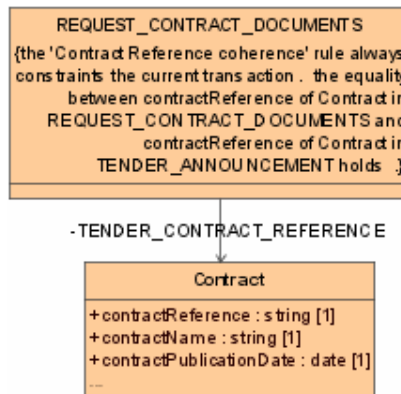 REQUEST_CONTRACT_DOCUMENTS
{the 'Contract Reference coherence' rule always
constraints the current transaction . the equality
between contractReference of Contract in
REQUEST_CONTRACT_DOCUMENTS and
contractReference of Contract in
TENDER_ANNOUNCEMENT holds .}
-TENDER_CONTRACT_REFERENCE
Contract
+contractReference : string [1]
+contractName : string [1]
+contractPublicationDate : date [1]
...